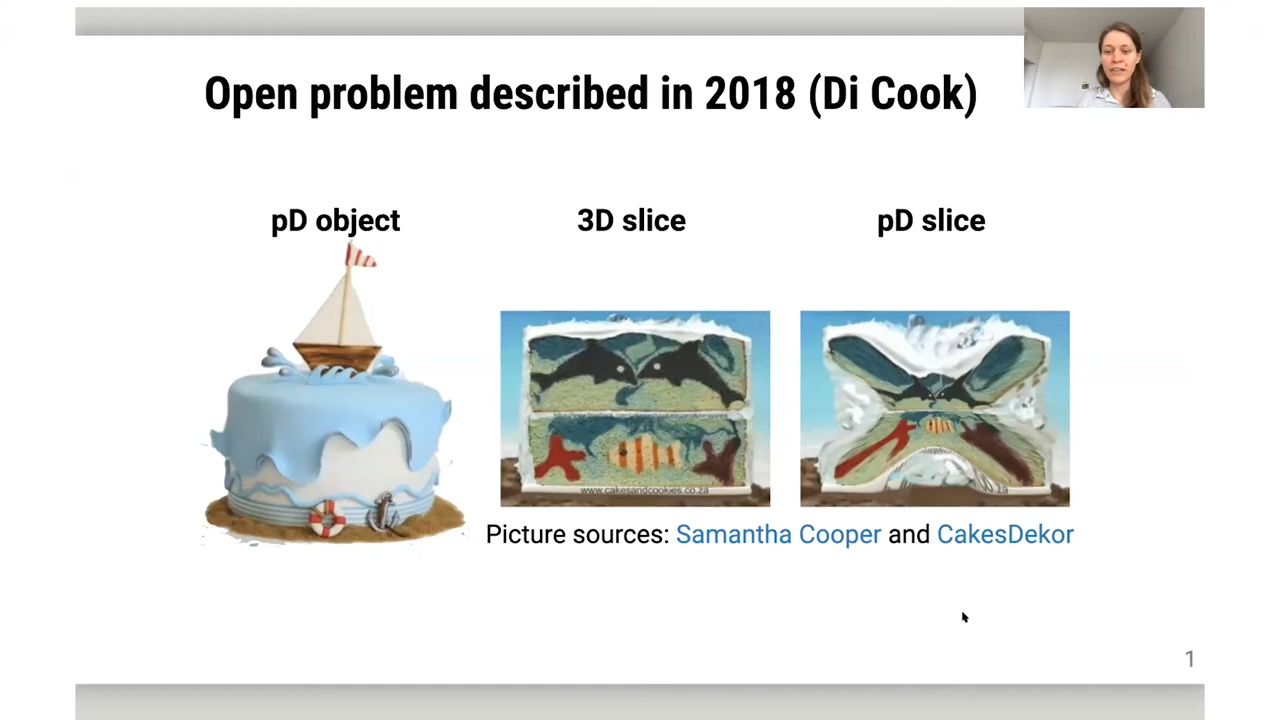 Open problem described in 2018 (Di Cook)
pD object
3D slice
pD slice
www.cakesandcookies.co.za
Picture sources: Samantha Cooper and CakesDekor
1